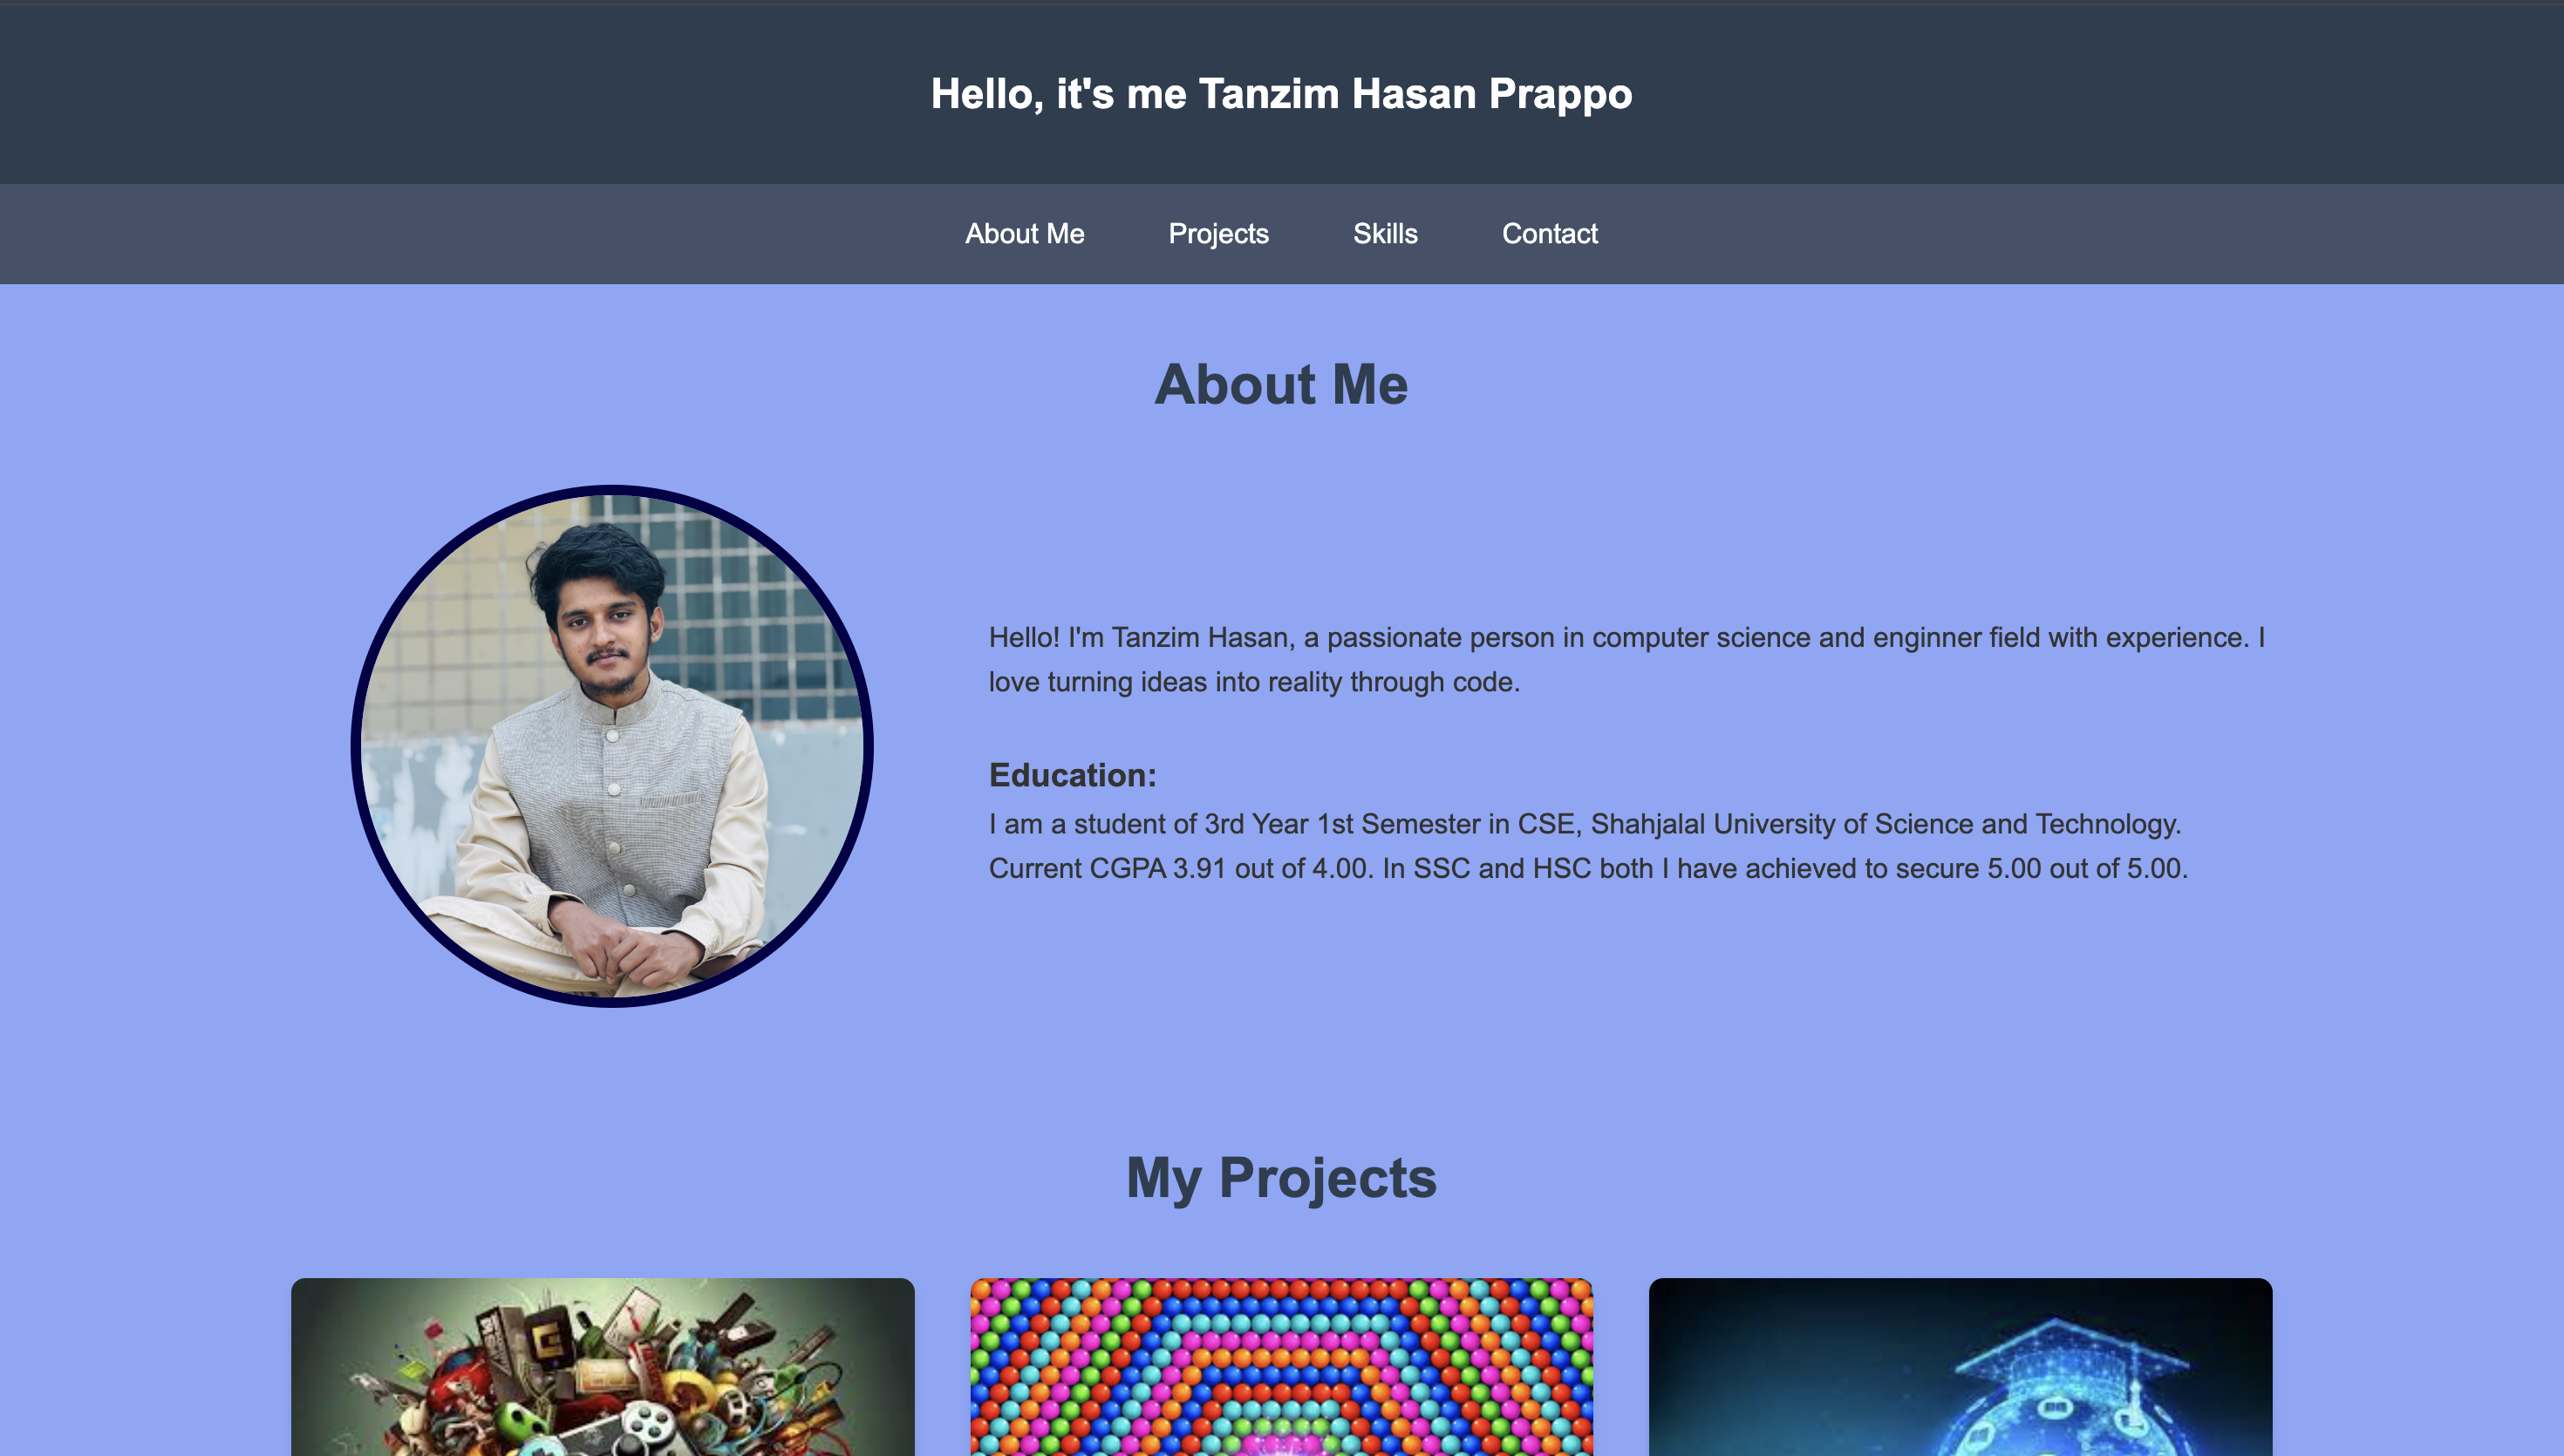 Hello, it's me Tanzim Hasan Prappo
About Me Projects Skills Contact
About Me
Hello! I'm Tanzim Hasan, a passionate person in computer science and enginner field with experience. I
love turning ideas into reality through code.
Education:
I am a student of 3rd Year 1st Semester in CSE, Shahjalal University of Science and Technology.
Current CGPA 3.91 out of 4.00. In SSC and HSC both I have achieved to secure 5.00 out of 5.00.
My Projects